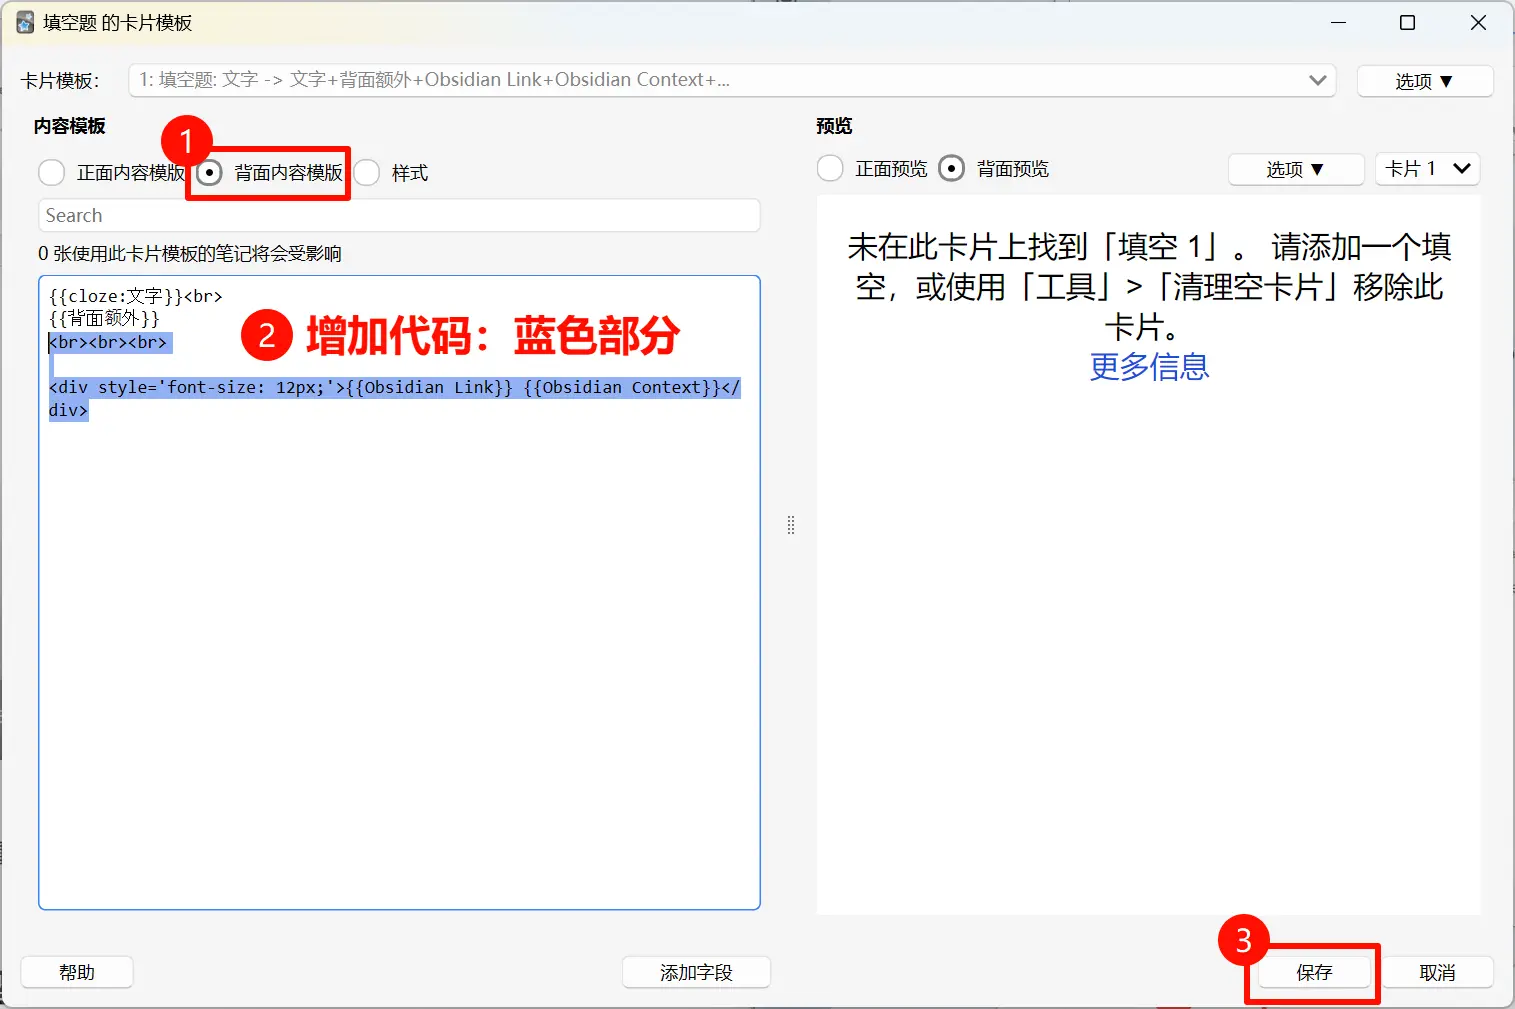 填空题 的卡片模板
卡片模板：
1: 填空题: 文字 -> 文字+背面额外+Obsidian Link+Obsidian Context+...
选项 ▼
内容模板
预览
1
正面内容模版
背面内容模版
样式
正面预览
背面预览
选项 ▼
卡片 1
Search
0 张使用此卡片模板的笔记将会受影响
{{cloze:文字}}<br>
{{背面额外}}
<br><br><br>
<div style='font-size: 12px;'>{{Obsidian Link}} {{Obsidian Context}}</
div>
2 增加代码：蓝色部分
未在此卡片上找到「填空 1」。 请添加一个填
空，或使用「工具」>「清理空卡片」移除此
卡片。
更多信息
3
帮助
添加字段
保存
取消